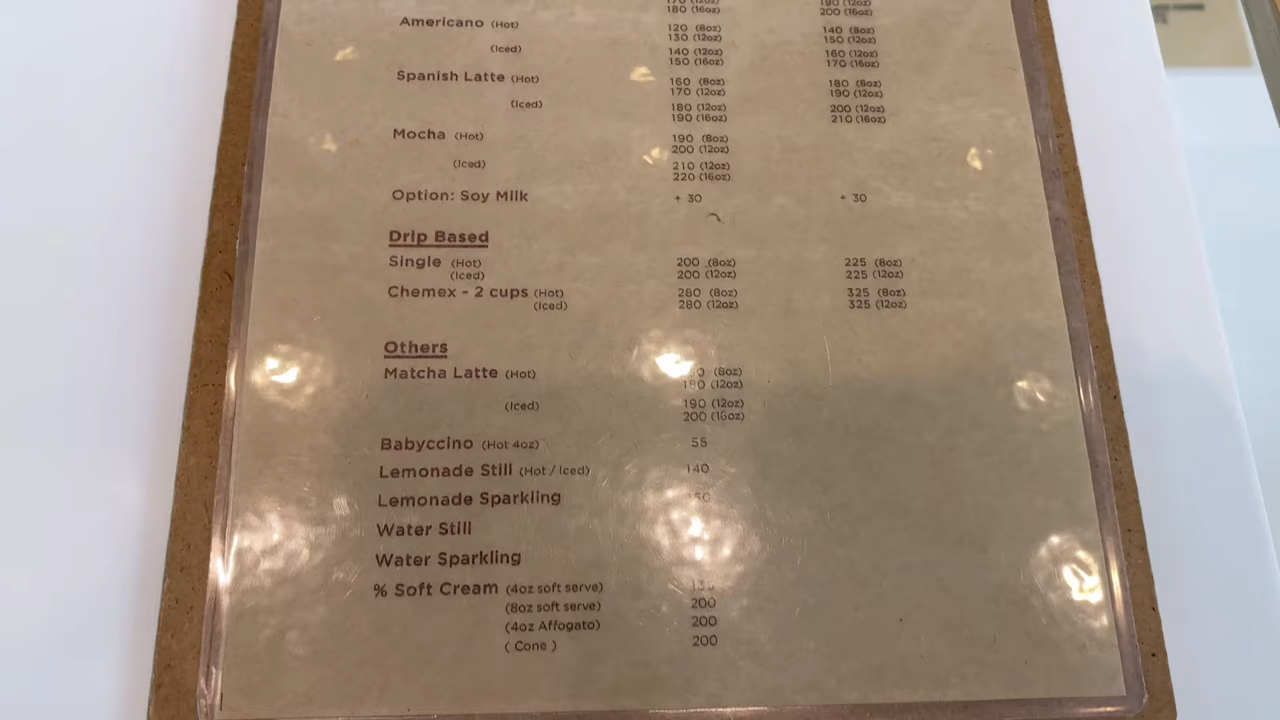 180 (16oz) 200 (16oz)
Americano (Hot) 120 (8oz) 140 (8oz)
130 (12oz) 150 (12oz)
(Iced) 140 (12oz) 160 (12oz)
150 (16oz) 170 (16oz)
Spanish Latte (Hot) 160 (8oz) 180 (8oz)
170 (12oz) 190 (12oz)
(Iced) 180 (12oz) 200 (12oz)
190 (16oz) 210 (16oz)
Mocha (Hot) 190 (8oz)
200 (12oz)
(Iced) 210 (12oz)
220 (16oz)
Option: Soy Milk + 30 + 30
Drip Based
Single (Hot) 200 (8oz) 225 (8oz)
(Iced) 200 (12oz) 225 (12oz)
Chemex - 2 cups (Hot) 280 (8oz) 325 (8oz)
(Iced) 280 (12oz) 325 (12oz)
Others
Matcha Latte (Hot) (8oz)
180 (12oz)
(Iced) 190 (12oz)
200 (16oz)
Babyccino (Hot 4oz) 55
Lemonade Still (Hot / Iced) 140
Lemonade Sparkling
Water Still
Water Sparkling
% Soft Cream (4oz soft serve)
(8oz soft serve) 200
(4oz Affogato) 200
( Cone ) 200